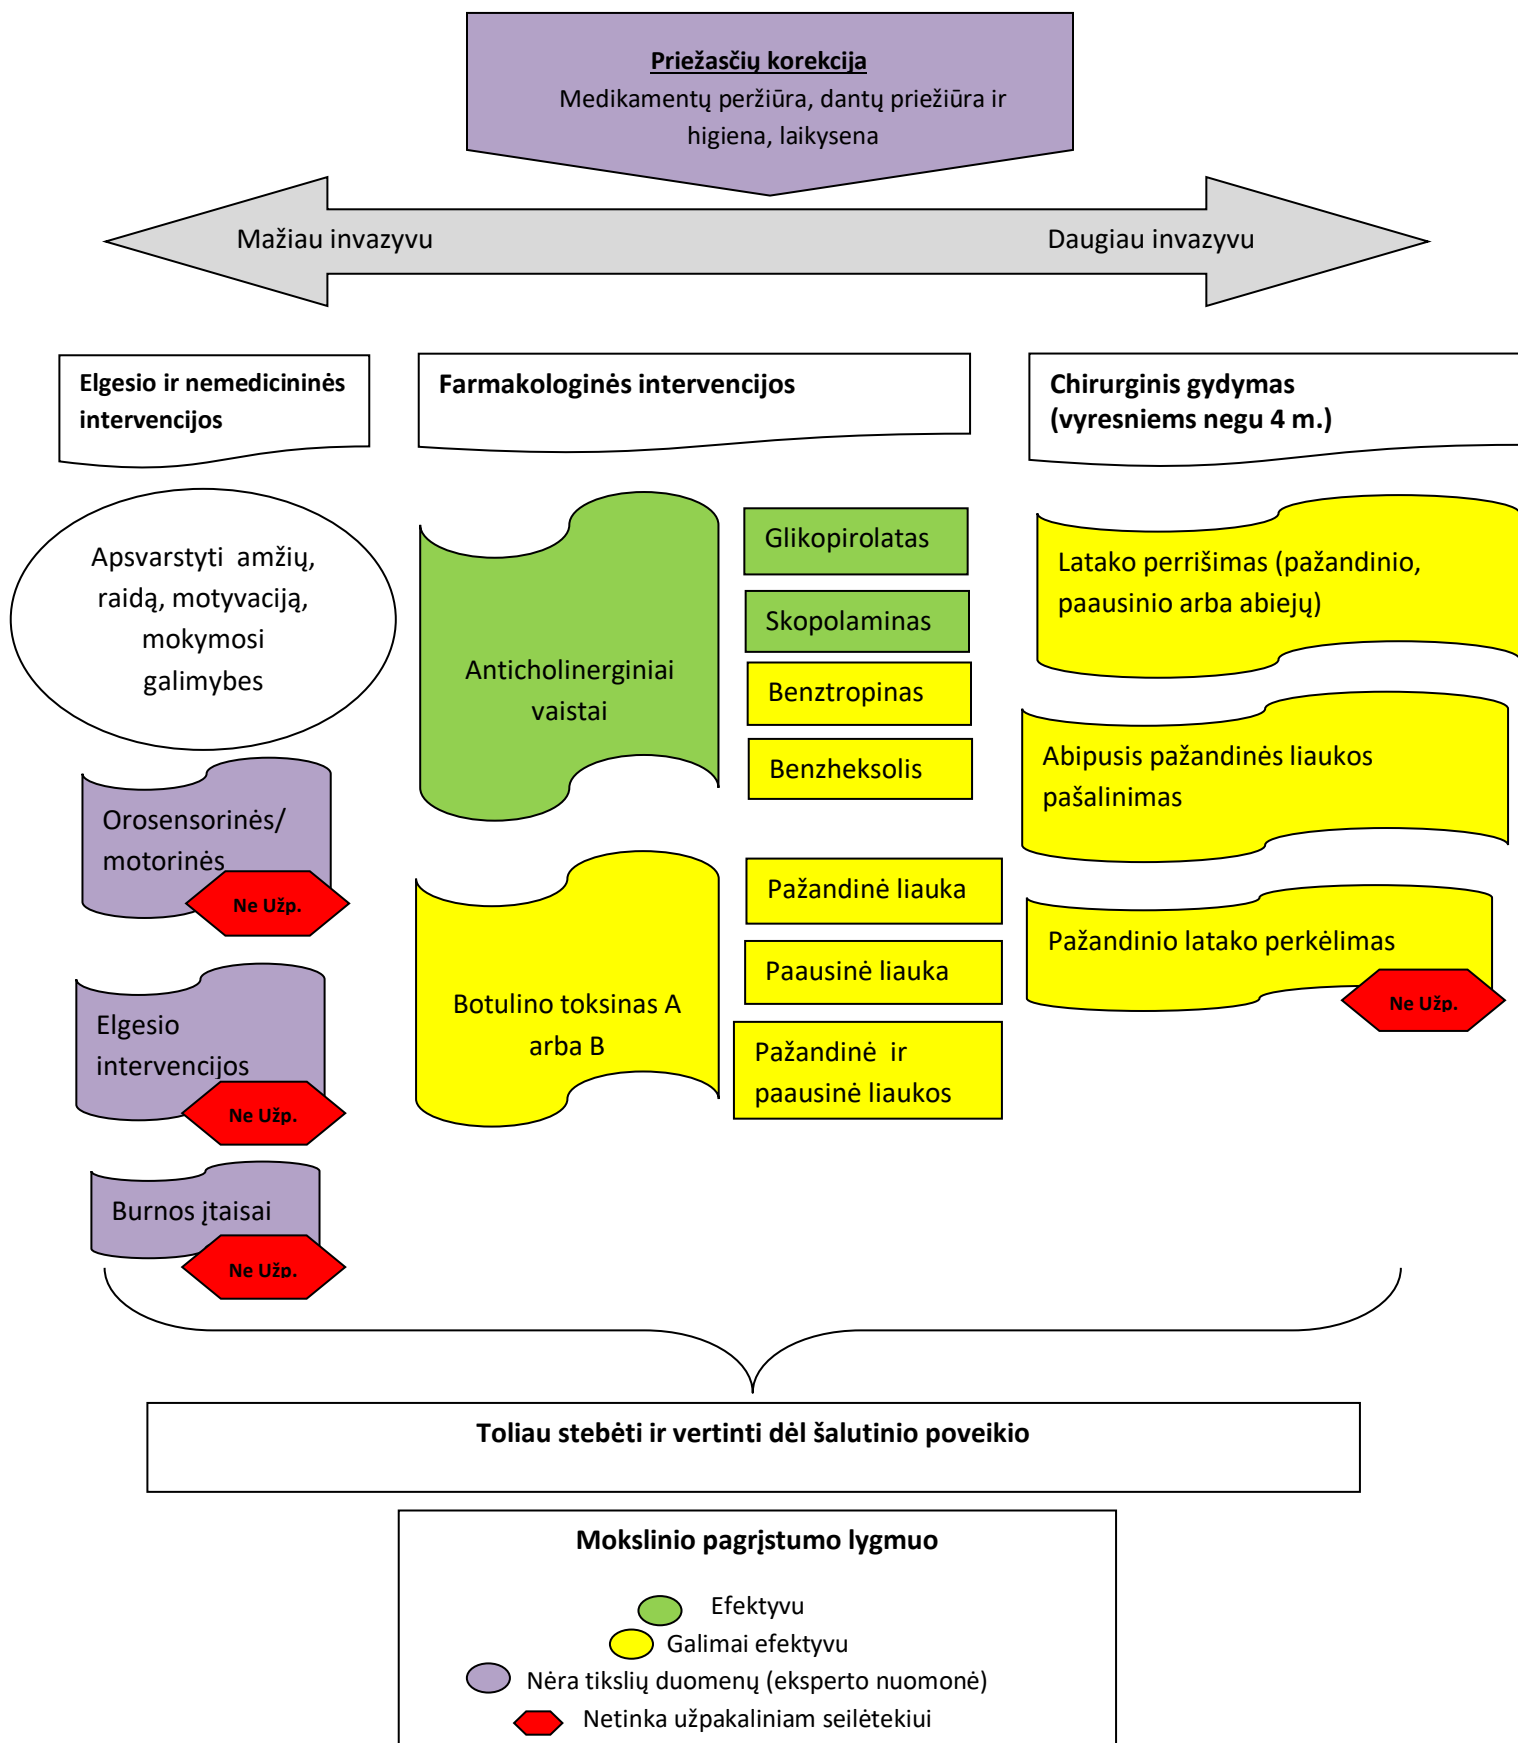 Priežasčių korekcija
Medikamentų peržiūra, dantų priežiūra ir
higiena, laikysena
Mažiau invazyvu
Daugiau invazyvu
Elgesio ir nemedicininės
intervencijos
Farmakologinės intervencijos
Chirurginis gydymas
(vyresniems negu 4 m.)
Apsvarstyti amžių,
raidą, motyvaciją,
mokymosi
galimybes
Orosensorinės/
motorinės
Ne Užp.
Elgesio
intervencijos
Ne Užp.
Burnos įtaisai
Ne Užp.
Anticholinerginiai
vaistai
Glikopirolatas
Skopolaminas
Benztropinas
Benzheksolis
Botulino toksinas A
arba B
Pažandinė liauka
Paausinė liauka
Pažandinė ir
paausinė liaukos
Latako perrišimas (pažandinio,
paausinio arba abiejų)
Abipusis pažandinės liaukos
pašalinimas
Pažandinio latako perkėlimas
Ne Užp.
Toliau stebėti ir vertinti dėl šalutinio poveikio
Mokslinio pagrįstumo lygmuo
Efektyvu
Galimai efektyvu
Nėra tikslių duomenų (eksperto nuomonė)
Netinka užpakaliniam seilėtekiui